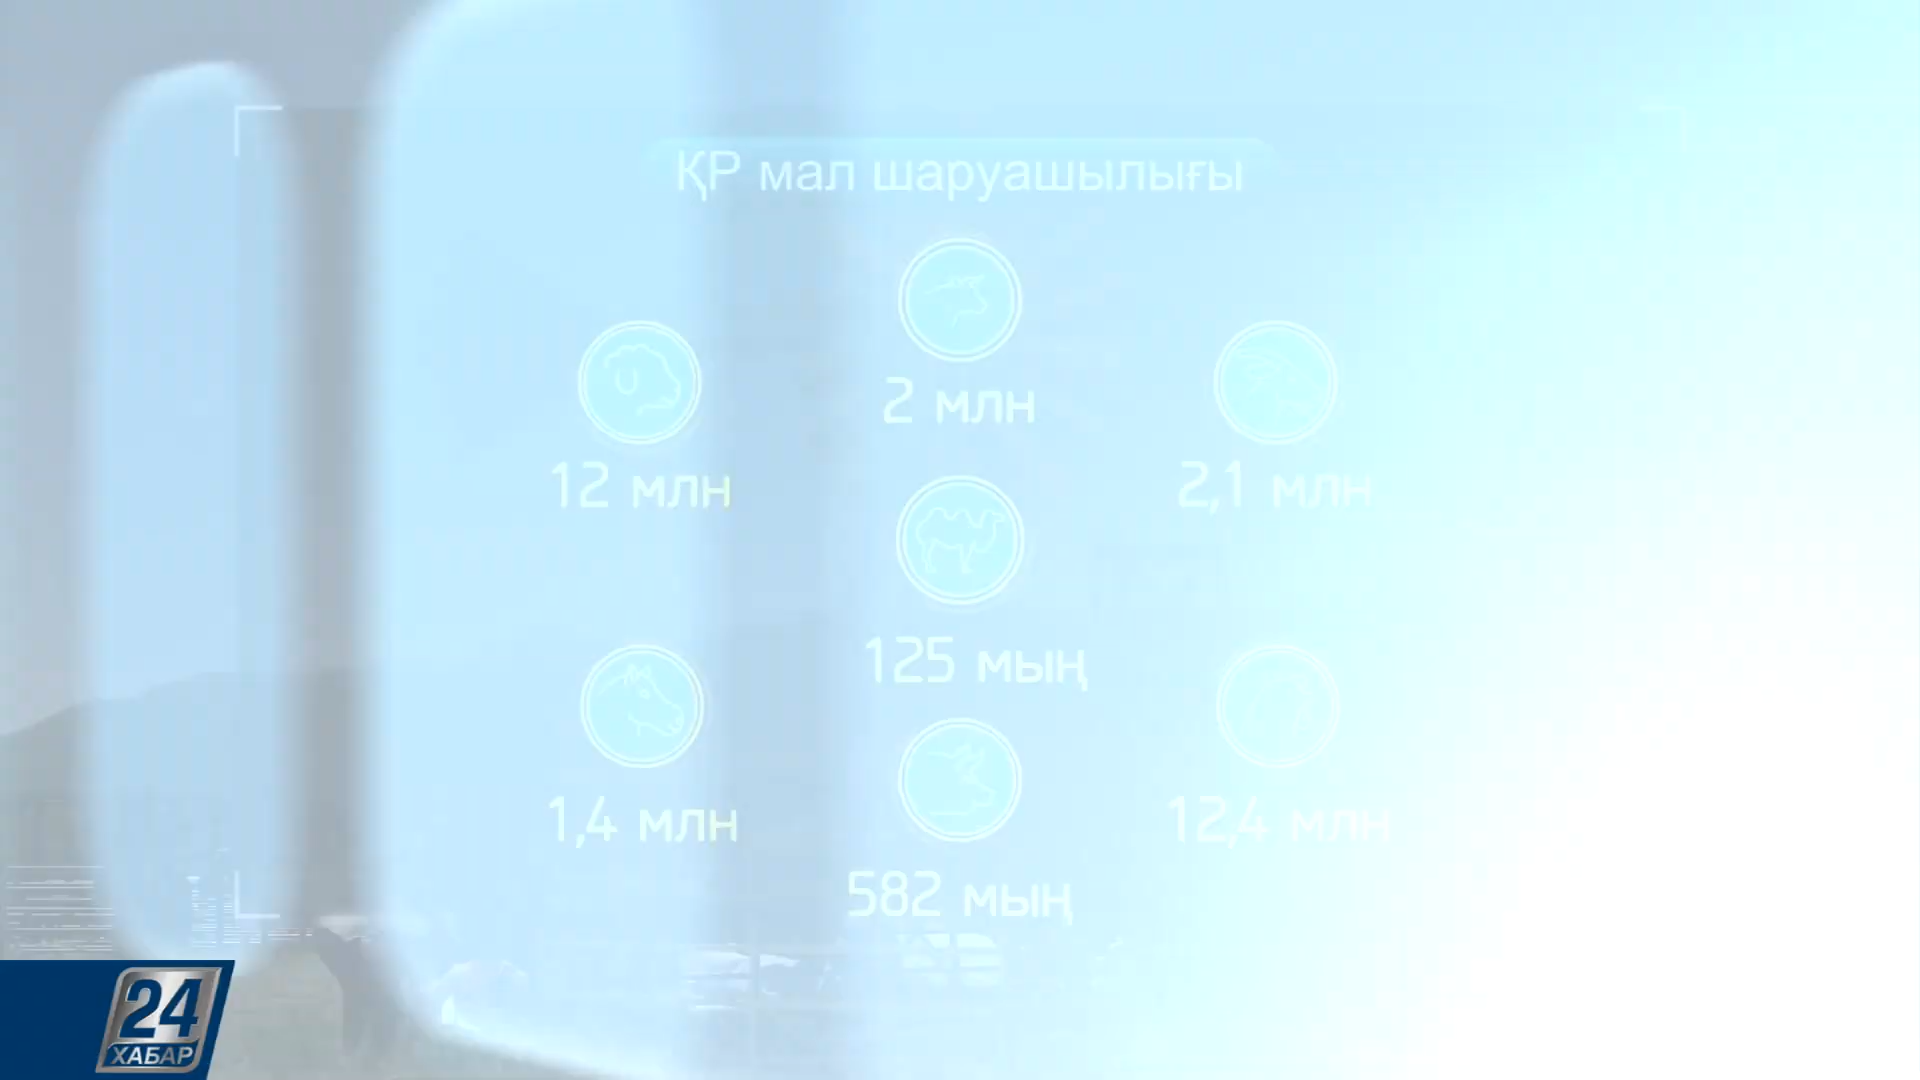 ҚР мал шаруашылығы
2 млн
12 млн
2,1 млн
125 мың
1,4 млн
12,4 млн
582 мың
24
ХАБАР